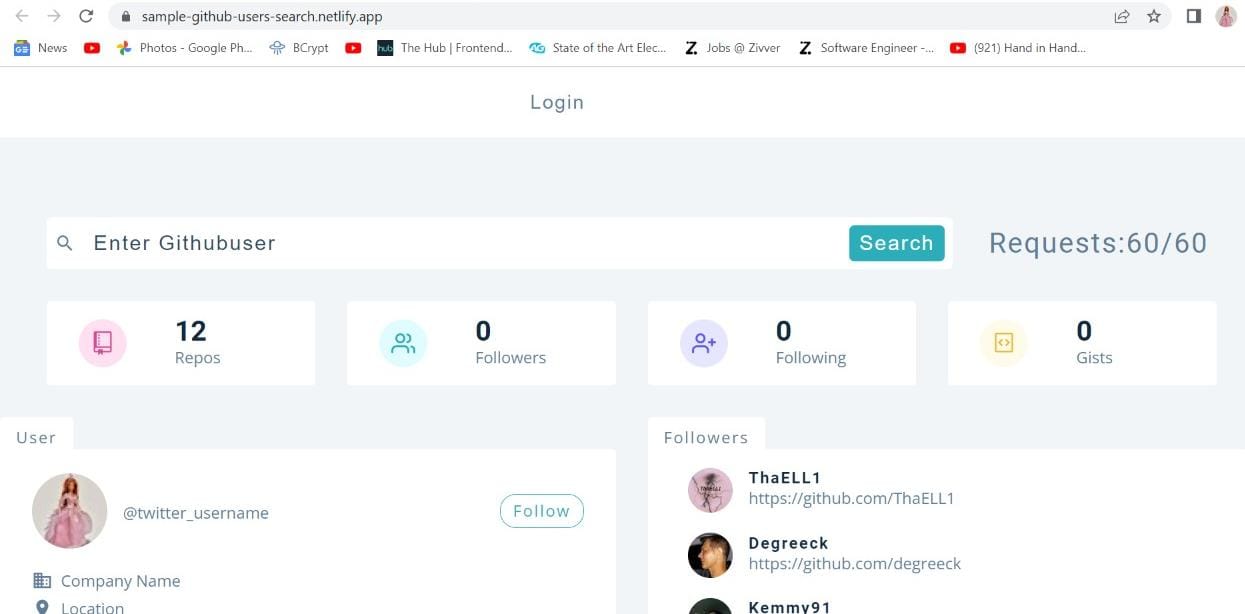 sample-github-users-search.netlify.app
News Photos - Google Ph... BCrypt hub The Hub | Frontend... State of the Art Elec... Jobs @ Zivver Software Engineer -... (921) Hand in Hand...
Login
Enter Githubuser Search Requests:60/60
12 0 0 0
Repos Followers Following Gists
User Followers
ThaELL1
https://github.com/ThaELL1
@twitter_username Follow
Degreeck
https://github.com/degreeck
Company Name
Location Kemmy91